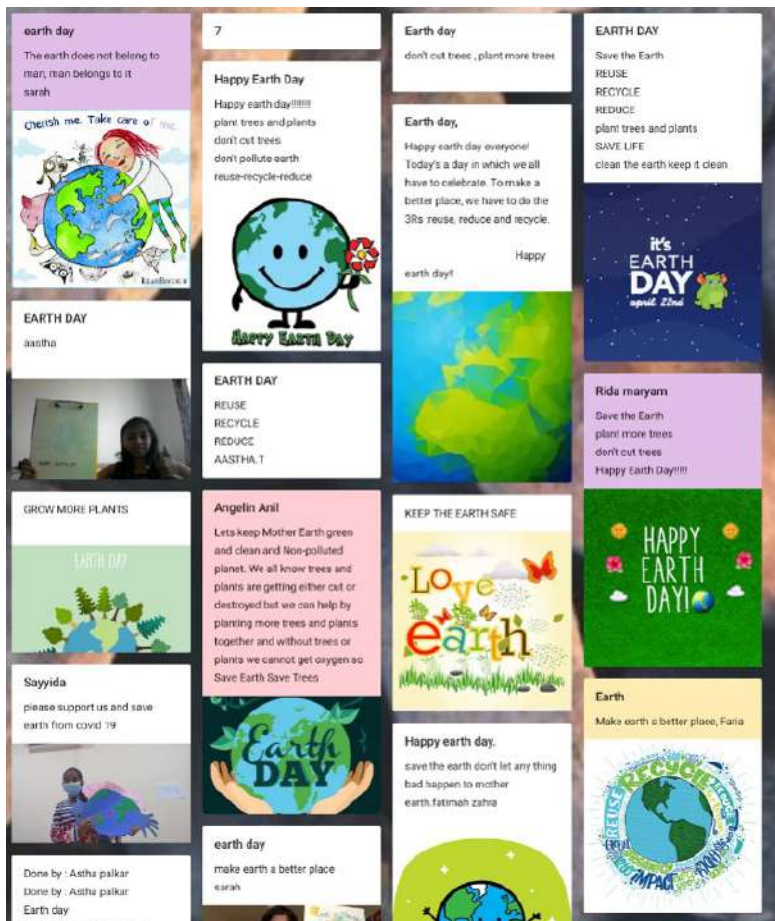 earth day
The earth does not belong to
man, man belongs to it
sarah
Cherish me. Take care of me.
EARTH DAY
aastha
GROW MORE PLANTS
EARTH DAY
Sayyida
please support us and save
earth from covid 19
Done by : Astha palkar
Done by : Astha palkar
Earth day
7
Happy Earth Day
Happy earth day!!!!!!!!
plant trees and plants
don't cut trees
don't pollute earth
reuse-recycle-reduce
HAPPY EARTH DAY
EARTH DAY
REUSE
RECYCLE
REDUCE
AASTHA.T
Angelin Anil
Lets keep Mother Earth green
and clean and Non-polluted
planet. We all know trees and
plants are getting either cut or
destroyed but we can help by
planting more trees and plants
together and without trees or
plants we cannot get oxygen so
Save Earth Save Trees
Earth
DAY
earth day
make earth a better place
sarah
Earth day
don't cut trees , plant more trees
Earth day,
Happy earth day everyone!
Today's a day in which we all
have to celebrate. To make a
better place, we have to do the
3Rs :reuse, reduce and recycle.
Happy
earth day!!
KEEP THE EARTH SAFE
Love
earth
Happy earth day.
save the earth don't let any thing
bad happen to mother
earth.fatimah zahra
EARTH DAY
Save the Earth
REUSE
RECYCLE
REDUCE
plant trees and plants
SAVE LIFE
clean the earth keep it clean
it's
EARTH
DAY
april 22nd
Rida maryam
Save the Earth
plant more trees
don't cut trees
Happy Earth Day!!!!!
HAPPY
EARTH
DAY!
Earth
Make earth a better place, Faria
REUSE
RECYCLE
IMPACT